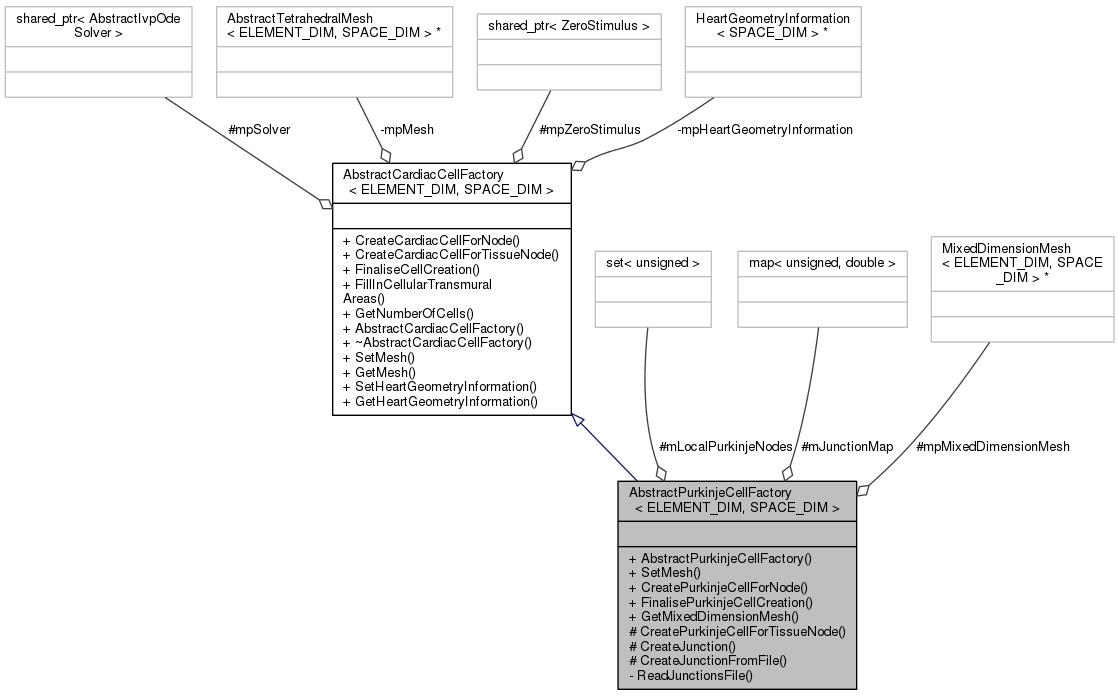 shared_ptr< AbstractIvpOde
Solver >
AbstractTetrahedralMesh
< ELEMENT_DIM, SPACE_DIM > *
shared_ptr< ZeroStimulus >
HeartGeometryInformation
< SPACE_DIM > *
#mpSolver
-mpMesh
#mpZeroStimulus
-mpHeartGeometryInformation
AbstractCardiacCellFactory
< ELEMENT_DIM, SPACE_DIM >
+ CreateCardiacCellForNode()
+ CreateCardiacCellForTissueNode()
+ FinaliseCellCreation()
+ FillInCellularTransmural
Areas()
+ GetNumberOfCells()
+ AbstractCardiacCellFactory()
+ ~AbstractCardiacCellFactory()
+ SetMesh()
+ GetMesh()
+ SetHeartGeometryInformation()
+ GetHeartGeometryInformation()
set< unsigned >
map< unsigned, double >
MixedDimensionMesh
< ELEMENT_DIM, SPACE
_DIM > *
#mLocalPurkinjeNodes
#mJunctionMap
#mpMixedDimensionMesh
AbstractPurkinjeCellFactory
< ELEMENT_DIM, SPACE_DIM >
+ AbstractPurkinjeCellFactory()
+ SetMesh()
+ CreatePurkinjeCellForNode()
+ FinalisePurkinjeCellCreation()
+ GetMixedDimensionMesh()
# CreatePurkinjeCellForTissueNode()
# CreateJunction()
# CreateJunctionFromFile()
- ReadJunctionsFile()